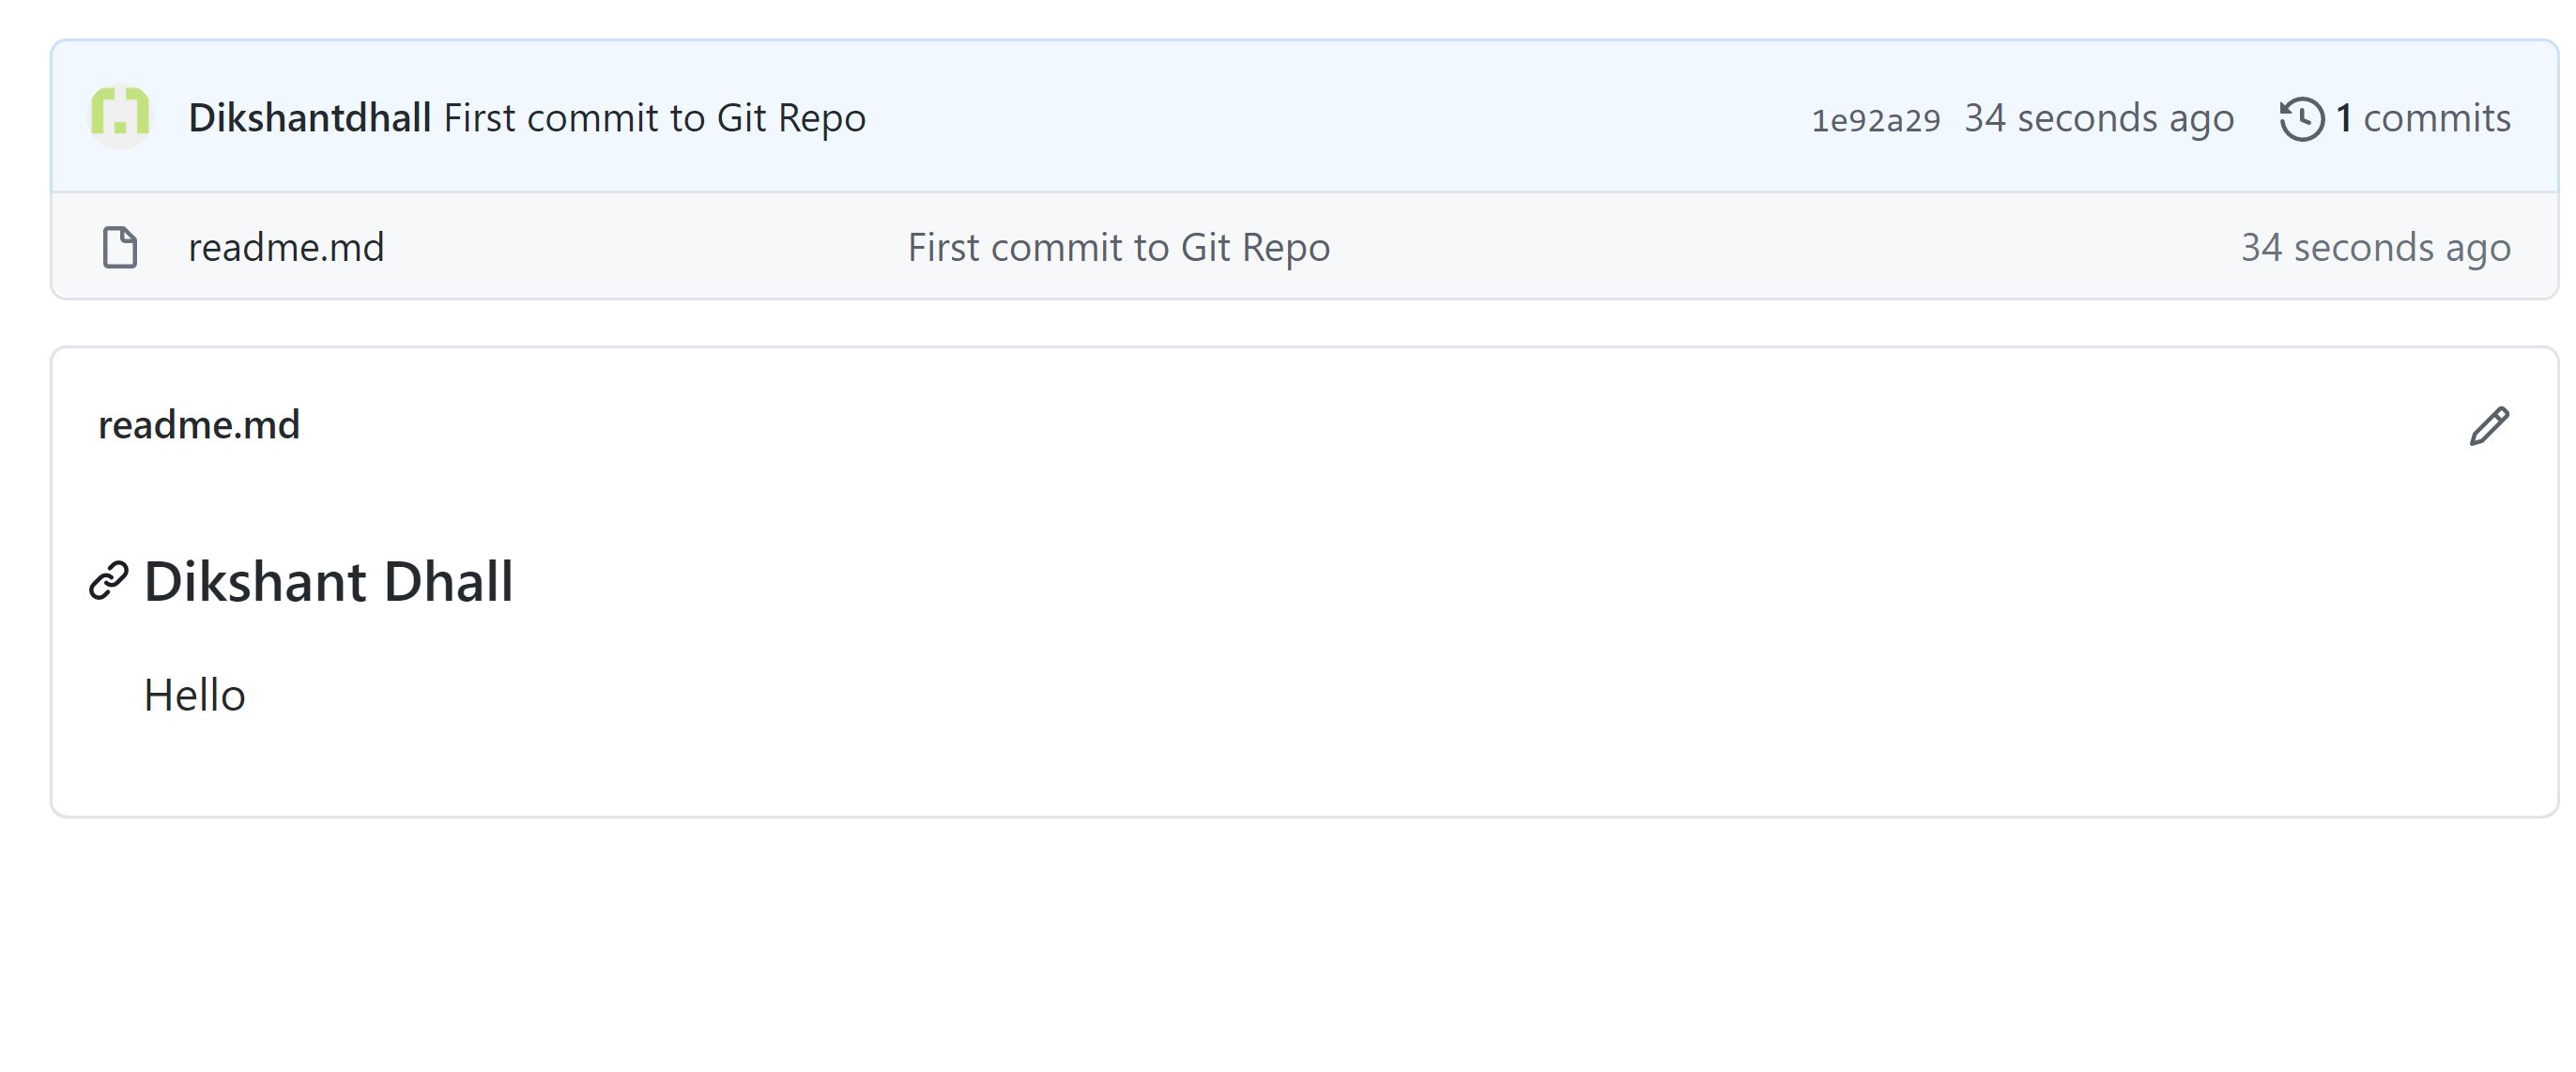 Dikshantdhall First commit to Git Repo 1e92a29 34 seconds ago 1 commits
readme.md First commit to Git Repo 34 seconds ago
readme.md
Dikshant Dhall
Hello